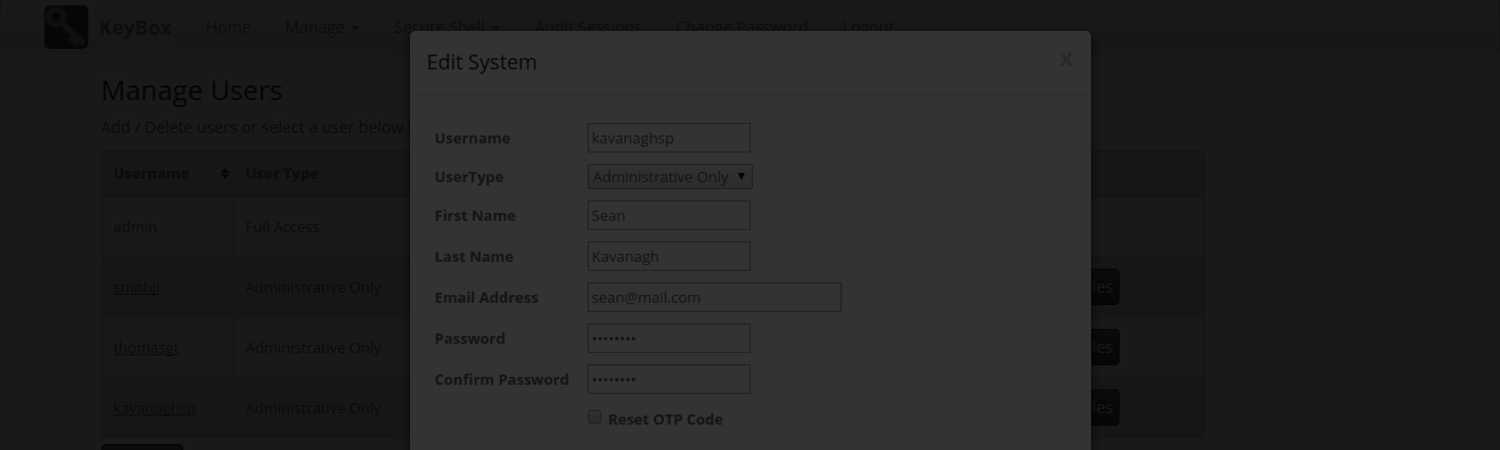 KeyBox Home Manage Secure Shell Audit Sessions Change Password Logout
Edit System X
Manage Users
Add / Delete users or select a user below
Username kavanaghsp
Username User Type
UserType Administrative Only
First Name Sean
admin Full Access
Last Name Kavanagh
smithjl Administrative Only
Email Address sean@mail.com
Password ••••••••
thomasgt Administrative Only
Confirm Password ••••••••
kavanaghsp Administrative Only
Reset OTP Code